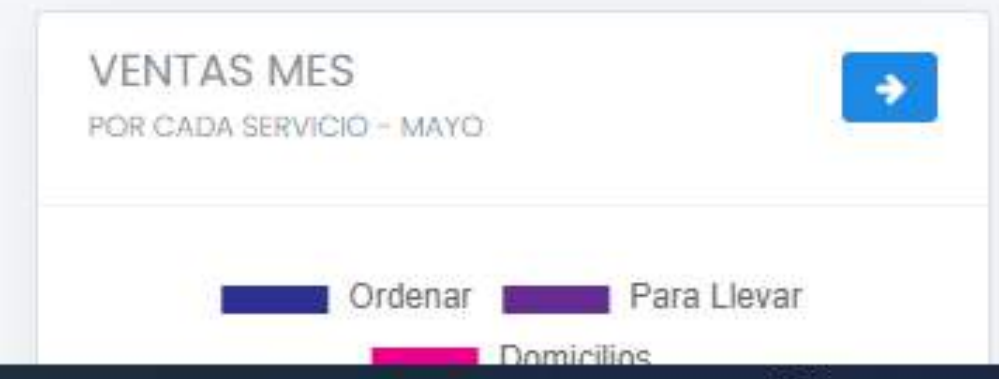 VENTAS MES
POR CADA SERVICIO - MAYO
Ordenar Para Llevar
Domicilios